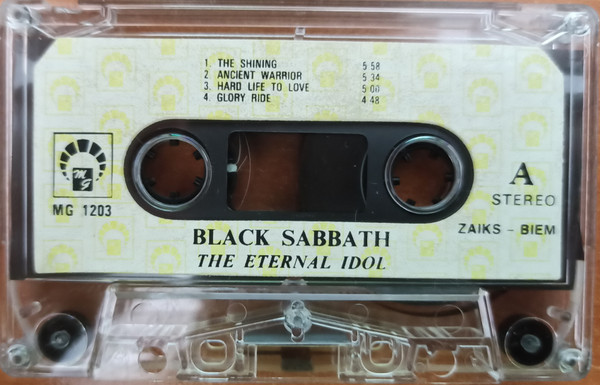 1. THE SHINING 5 58
2 ANCIENT WARRIOR 5 34
3. HARD LIFE TO LOVE 5:00
4. GLORY RIDE 4 48
MG
MG 1203
A
STEREO
ZAIKS - BIEM
BLACK SABBATH
THE ETERNAL IDOL